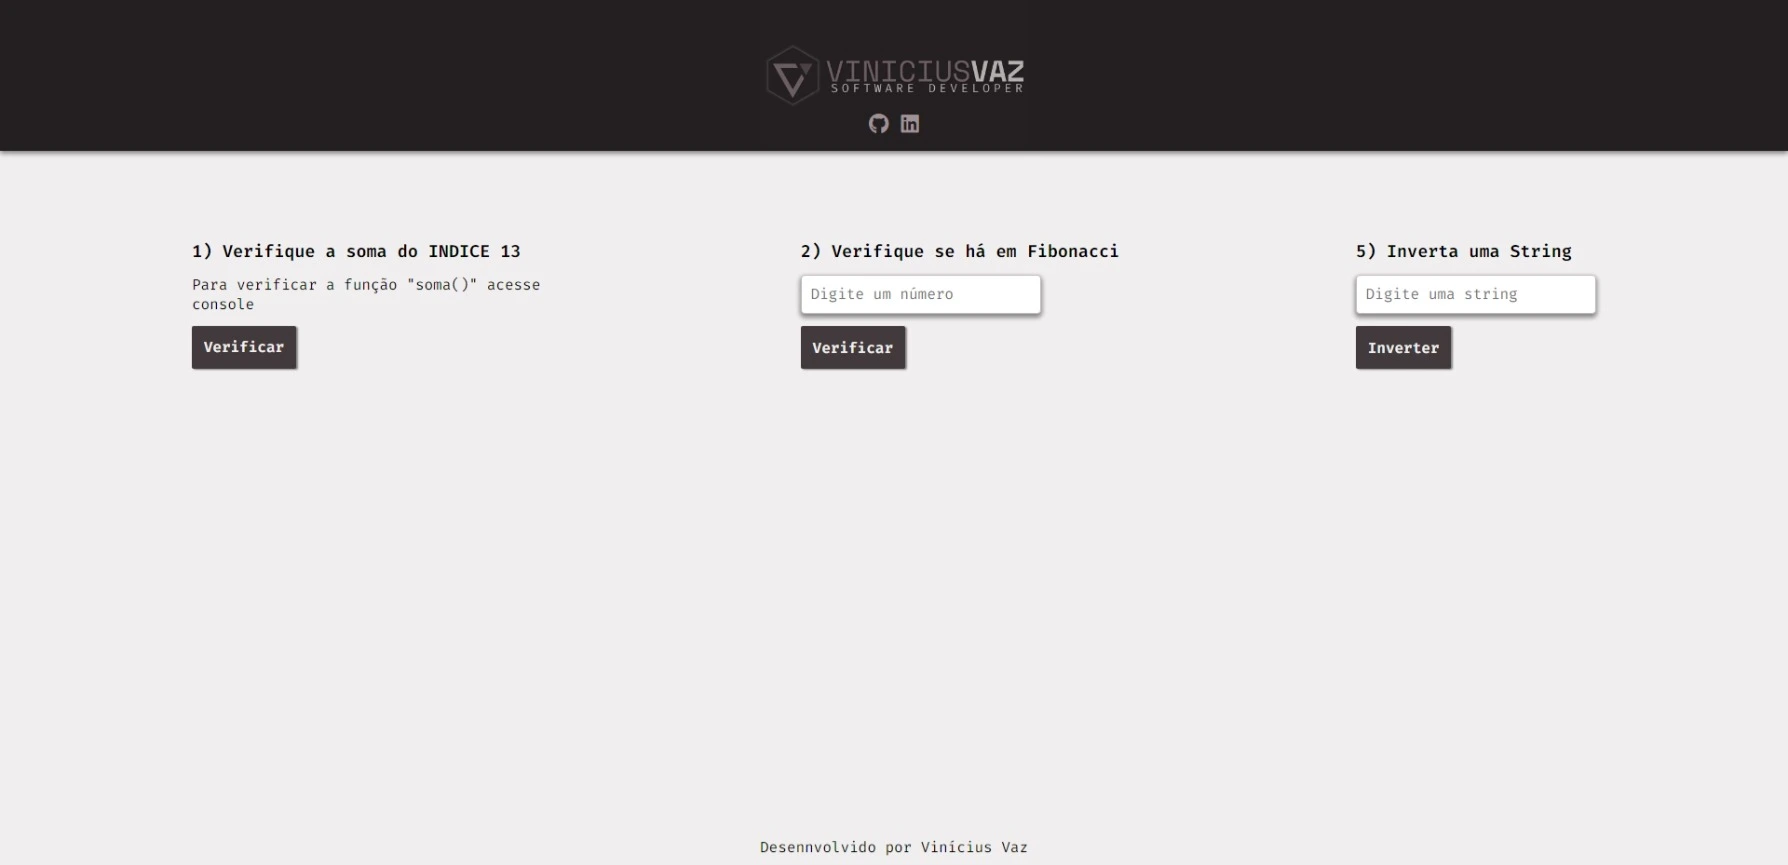 VINICIUSVAZ
SOFTWARE DEVELOPER
1) Verifique a soma do INDICE 13
Para verificar a função "soma()" acesse
console
Verificar
2) Verifique se há em Fibonacci
Digite um número
Verificar
5) Inverta uma String
Digite uma string
Inverter
Desennvolvido por Vinícius Vaz